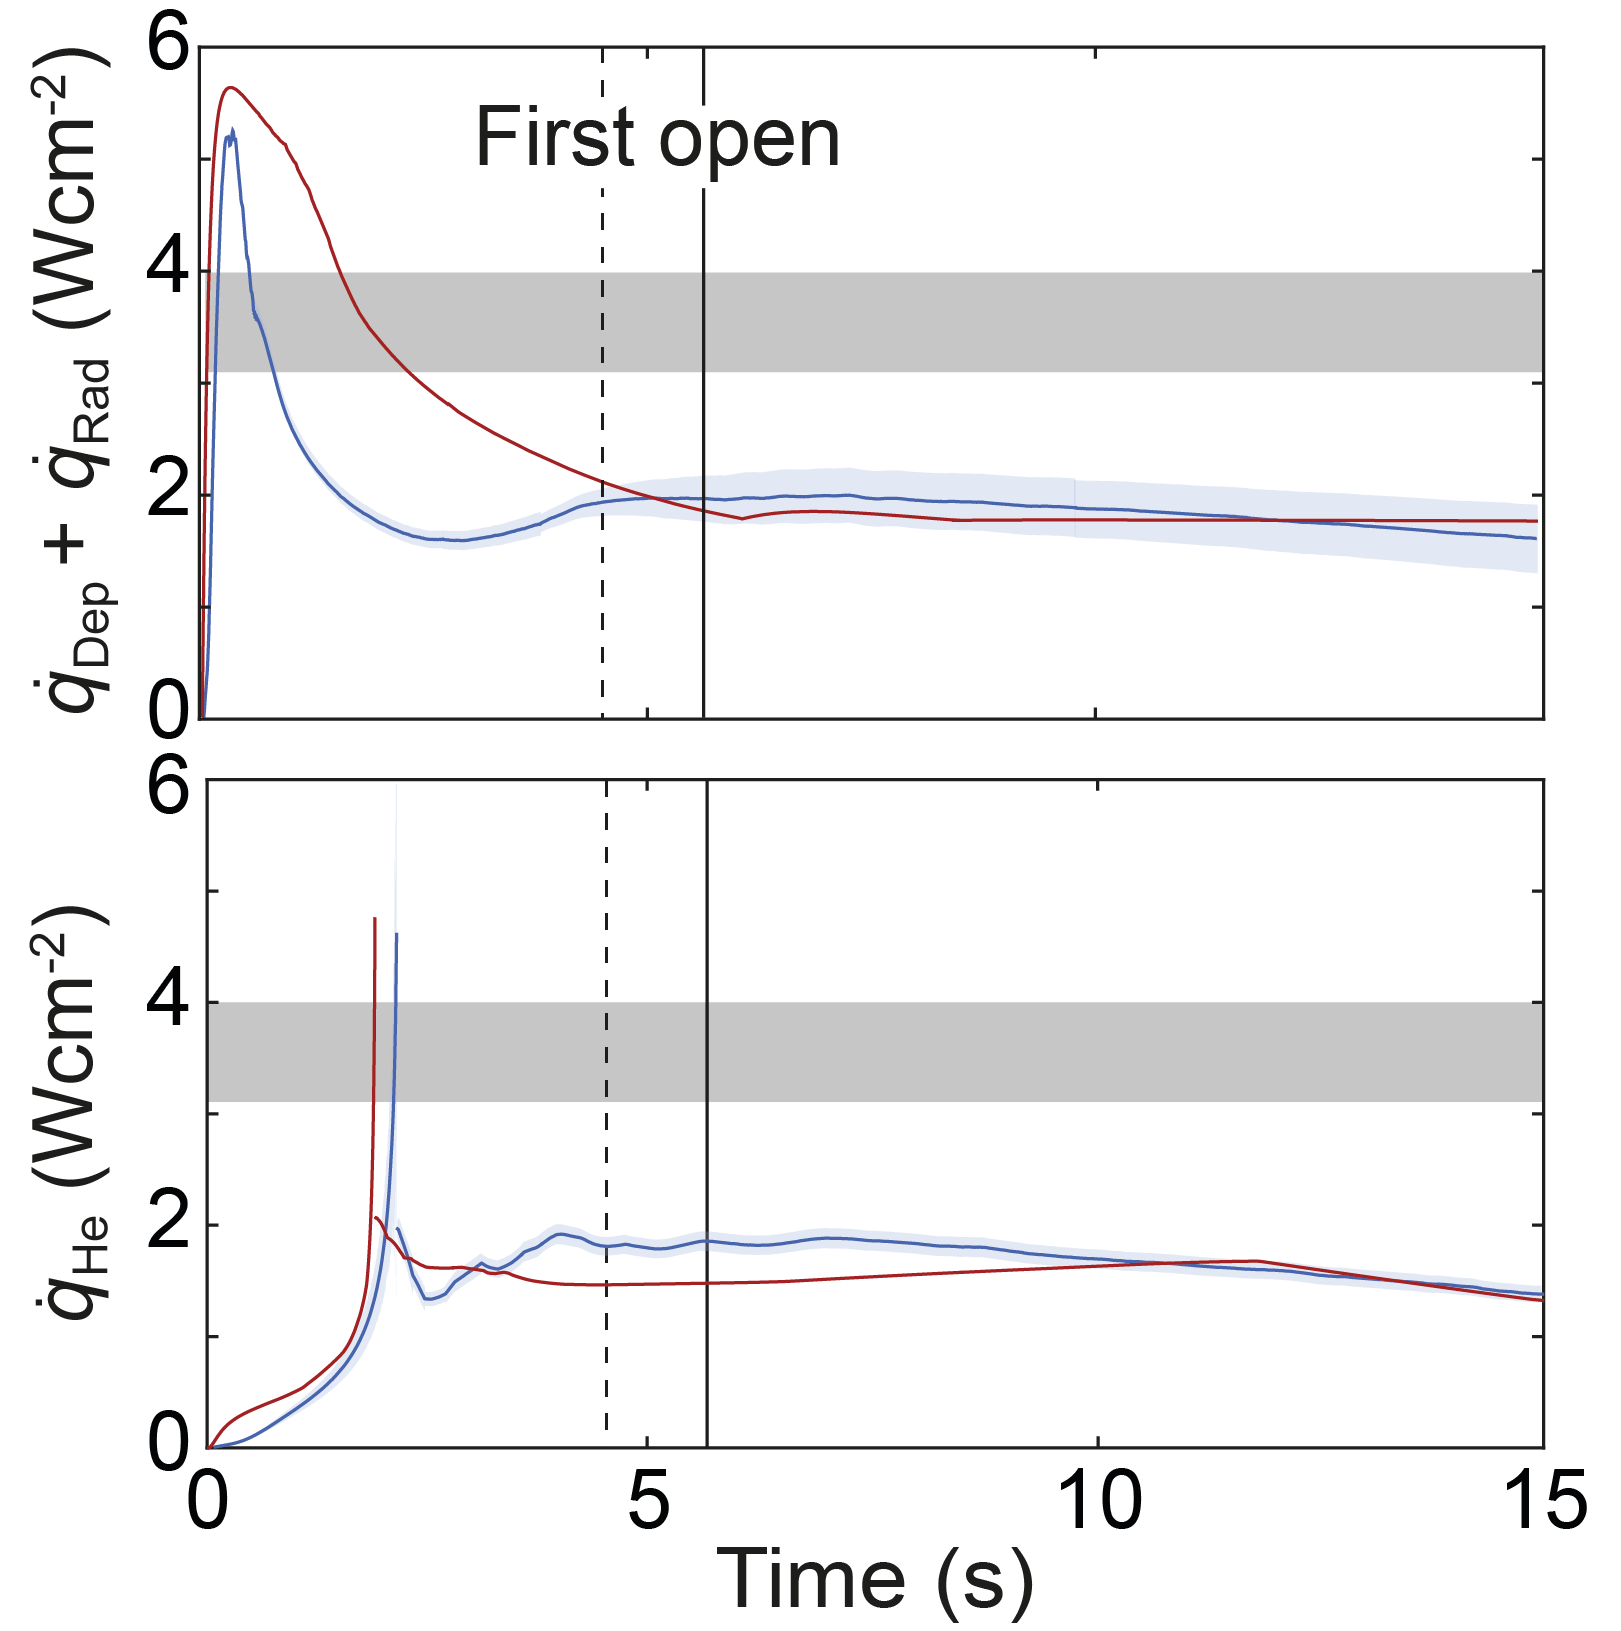 6
4
2
0
q̇Dep + q̇Rad (Wcm-2)
First open
6
4
2
0
q̇He (Wcm-2)
0 5 10 15
Time (s)